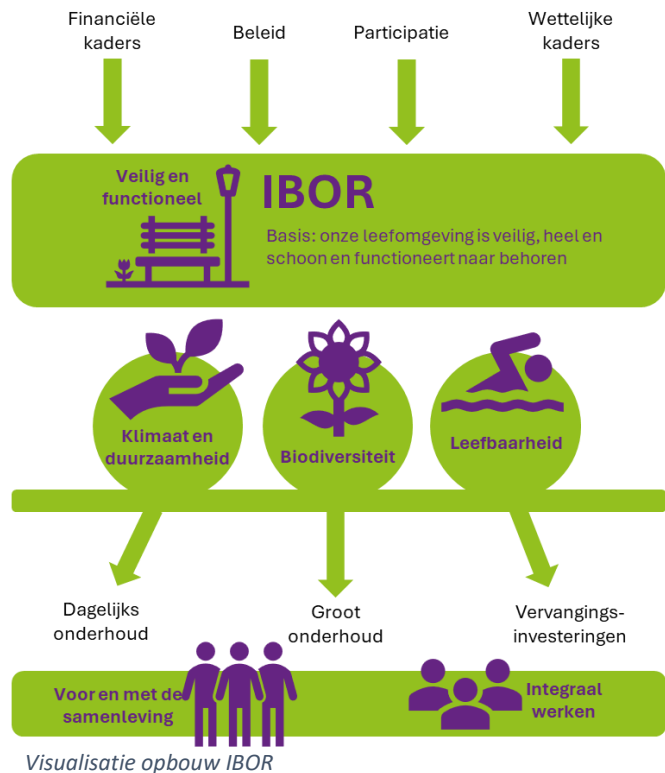 Financiële
kaders
Beleid
Participatie
Wettelijke
kaders
Veilig en
functioneel
IBOR
Basis: onze leefomgeving is veilig, heel en
schoon en functioneert naar behoren
Klimaat en
duurzaamheid
Biodiversiteit
Leefbaarheid
Dagelijks
onderhoud
Groot
onderhoud
Vervangings-
investeringen
Voor en met de
samenleving
Integraal
werken
Visualisatie opbouw IBOR